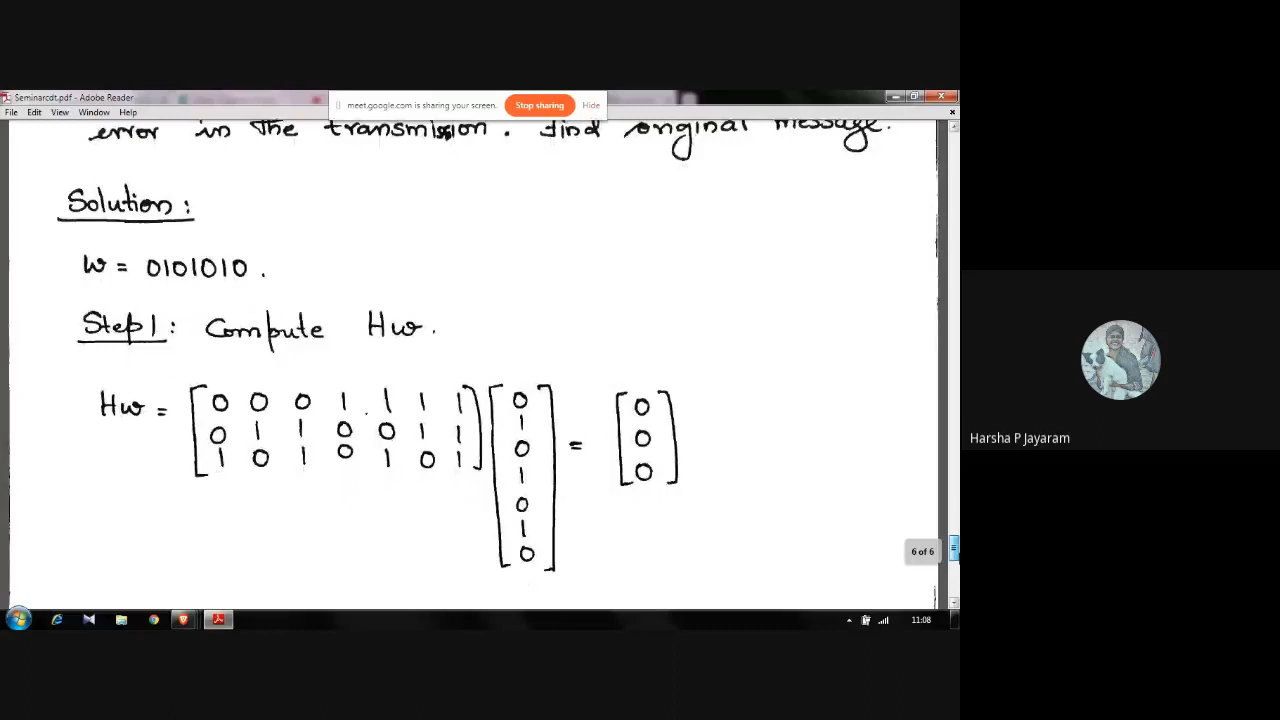 Seminarcdt.pdf - Adobe Reader
File Edit View Window Help
meet.google.com is sharing your screen. Stop sharing Hide
error in the transmission. Find original message.
Solution:
W = 0101010.
Step 1: Compute Hw.
Hw = [ 0 0 0 1 1 1 1 ] [ 0 ] = [ 0 ]
0 1 1 0 0 1 1 1 0
1 0 1 0 1 0 1 0 0
1
0
1
0
6 of 6
Harsha P Jayaram
11:08